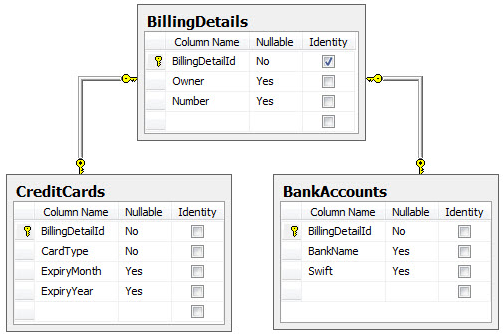 BillingDetails
Column Name Nullable Identity
BillingDetailId No
Owner Yes
Number Yes
CreditCards
Column Name Nullable Identity
BillingDetailId No
CardType No
ExpiryMonth Yes
ExpiryYear Yes
BankAccounts
Column Name Nullable Identity
BillingDetailId No
BankName Yes
Swift Yes